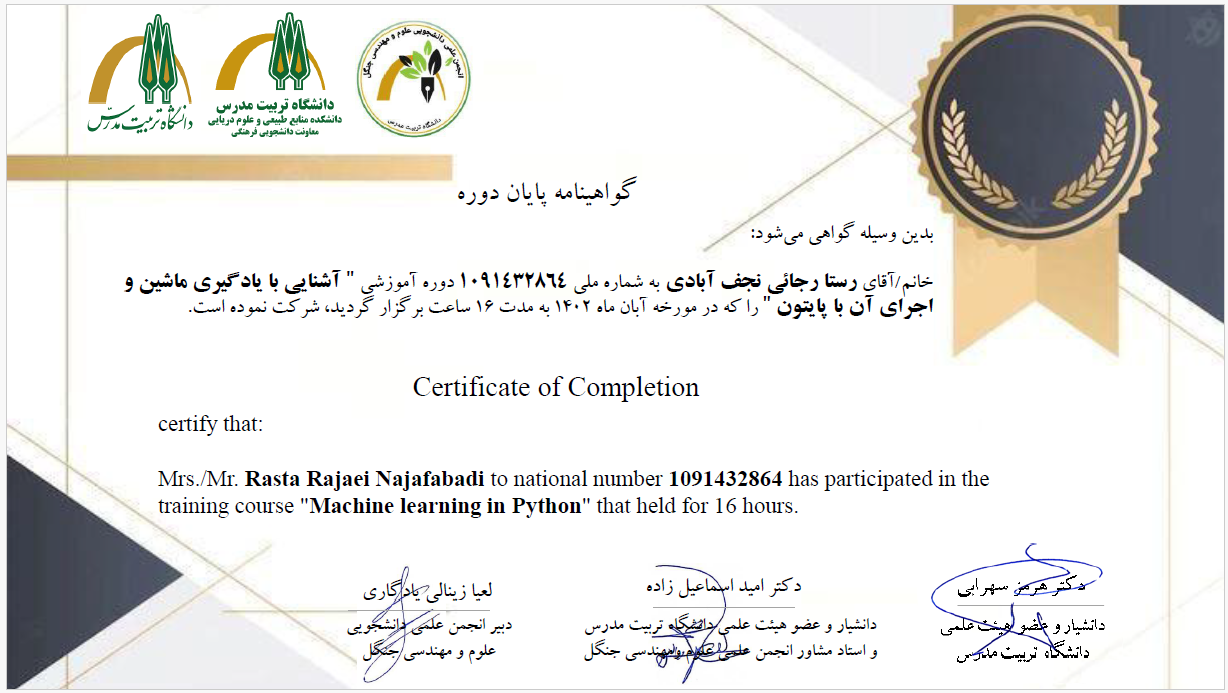 دانشگاه تربیت مدرس
دانشگاه تربیت مدرس
دانشکده منابع طبیعی و علوم دریایی
معاونت دانشجویی فرهنگی
انجمن علمی دانشجویی علوم و مهندسی جنگل
دانشگاه تربیت مدرس
گواهینامه پایان دوره
بدین وسیله گواهی می‌شود:
خانم/آقای رستا رجائی نجف آبادی به شماره ملی ۱۰۹۱۴۳۲۸۶۴ دوره آموزشی " آشنایی با یادگیری ماشین و
اجرای آن با پایتون " را که در مورخه آبان ماه ۱۴۰۲ به مدت ۱۶ ساعت برگزار گردید، شرکت نموده است.
Certificate of Completion
certify that:
Mrs./Mr. Rasta Rajaei Najafabadi to national number 1091432864 has participated in the
training course "Machine learning in Python" that held for 16 hours.
دکتر هرمز سهرابی
دانشیار و عضو هیئت علمی
دانشگاه تربیت مدرس
دکتر امید اسماعیل زاده
دانشیار و عضو هیئت علمی دانشگاه تربیت مدرس
و استاد مشاور انجمن علمی علوم و مهندسی جنگل
لعیا زینالی یادگاری
دبیر انجمن علمی دانشجویی
علوم و مهندسی جنگل